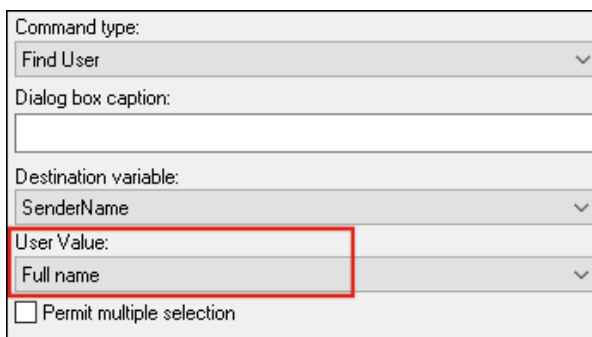 Command type:
Find User
Dialog box caption:
Destination variable:
SenderName
User Value:
Full name
Permit multiple selection